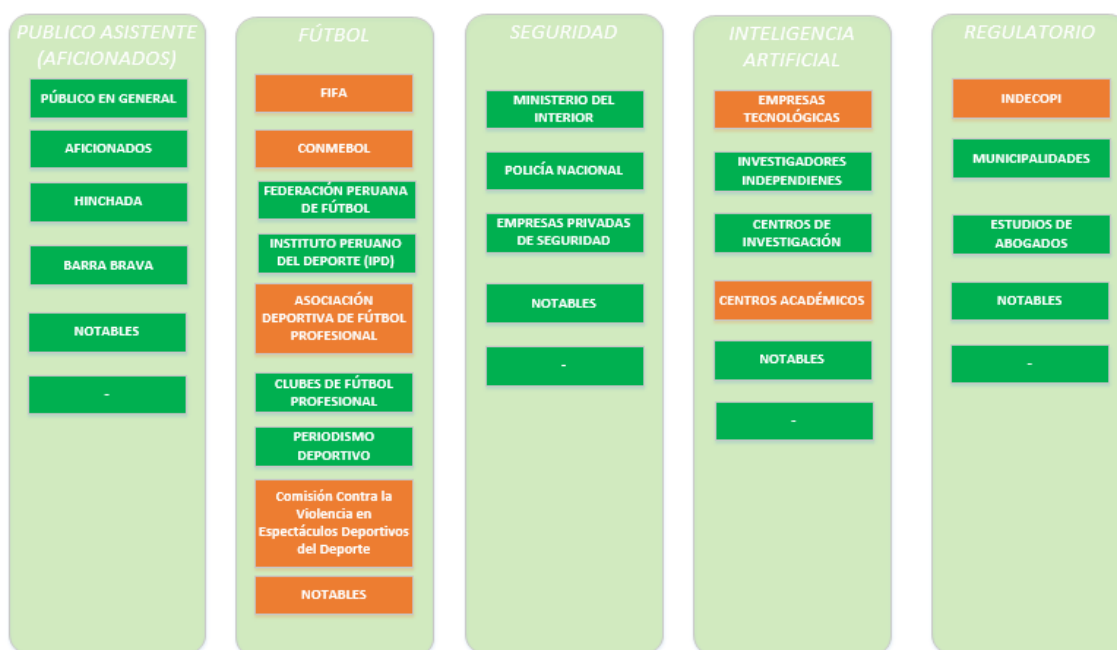 PUBLICO ASISTENTE
(AFICIONADOS)
PÚBLICO EN GENERAL
AFICIONADOS
HINCHADA
BARRA BRAVA
NOTABLES
-
FÚTBOL
FIFA
CONMEBOL
FEDERACIÓN PERUANA
DE FÚTBOL
INSTITUTO PERUANO
DEL DEPORTE (IPD)
ASOCIACIÓN
DEPORTIVA DE FÚTBOL
PROFESIONAL
CLUBES DE FÚTBOL
PROFESIONAL
PERIODISMO
DEPORTIVO
Comisión Contra la
Violencia en
Espectáculos Deportivos
del Deporte
NOTABLES
SEGURIDAD
MINISTERIO DEL
INTERIOR
POLICÍA NACIONAL
EMPRESAS PRIVADAS
DE SEGURIDAD
NOTABLES
-
INTELIGENCIA
ARTIFICIAL
EMPRESAS
TECNOLÓGICAS
INVESTIGADORES
INDEPENDIENES
CENTROS DE
INVESTIGACIÓN
CENTROS ACADÉMICOS
NOTABLES
-
REGULATORIO
INDECOPI
MUNICIPALIDADES
ESTUDIOS DE
ABOGADOS
NOTABLES
-